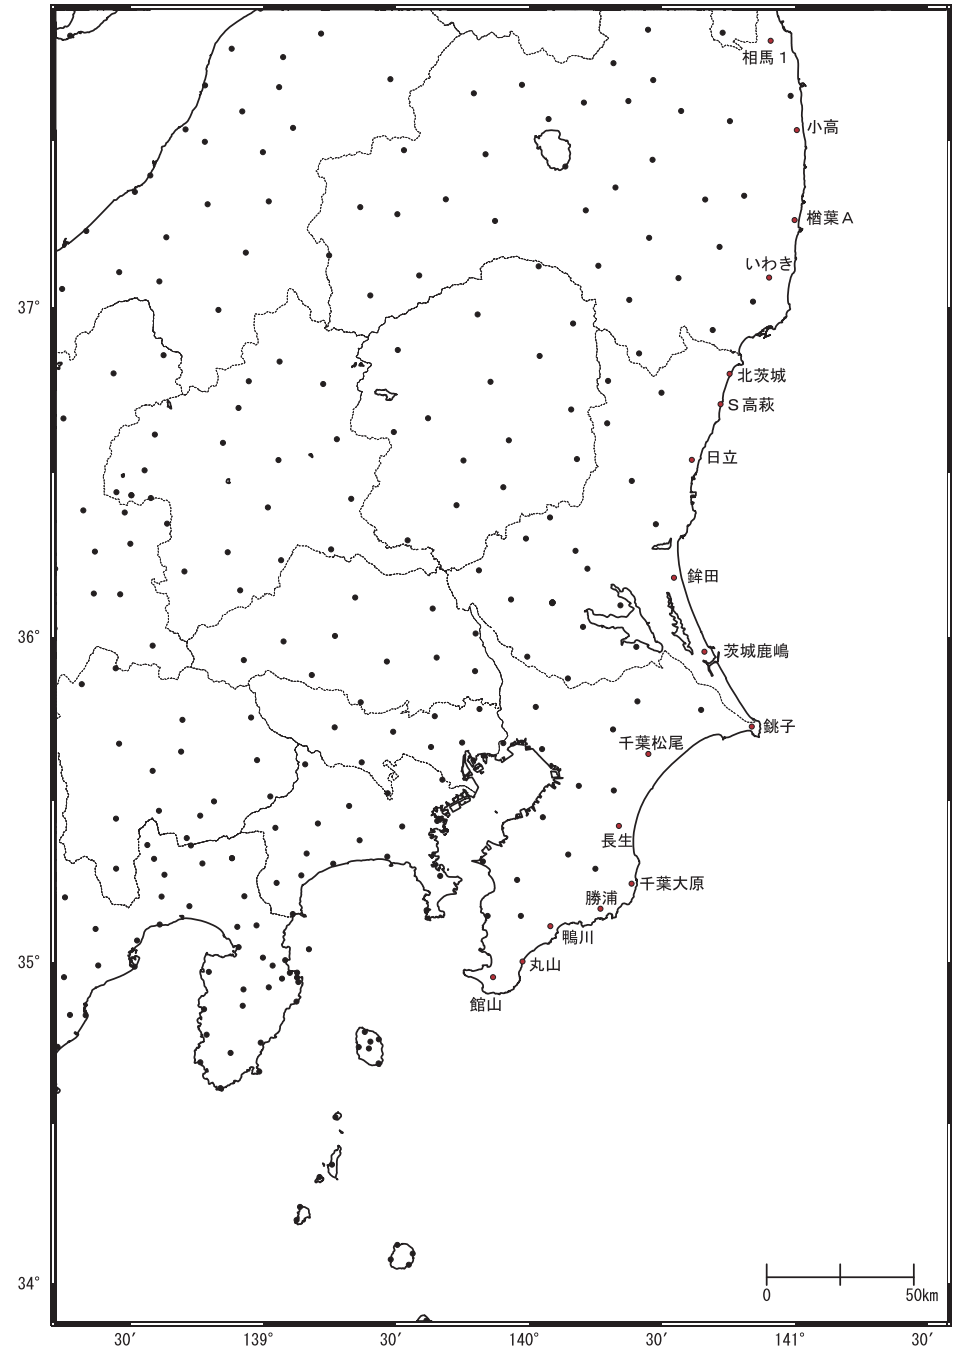 相馬1
小高
楢葉A
いわき
37°
北茨城
S高萩
日立
鉾田
36°
茨城鹿嶋
銚子
千葉松尾
長生
千葉大原
勝浦
鴨川
35°
丸山
館山
34°
0 50km
30′ 139° 30′ 140° 30′ 141° 30′